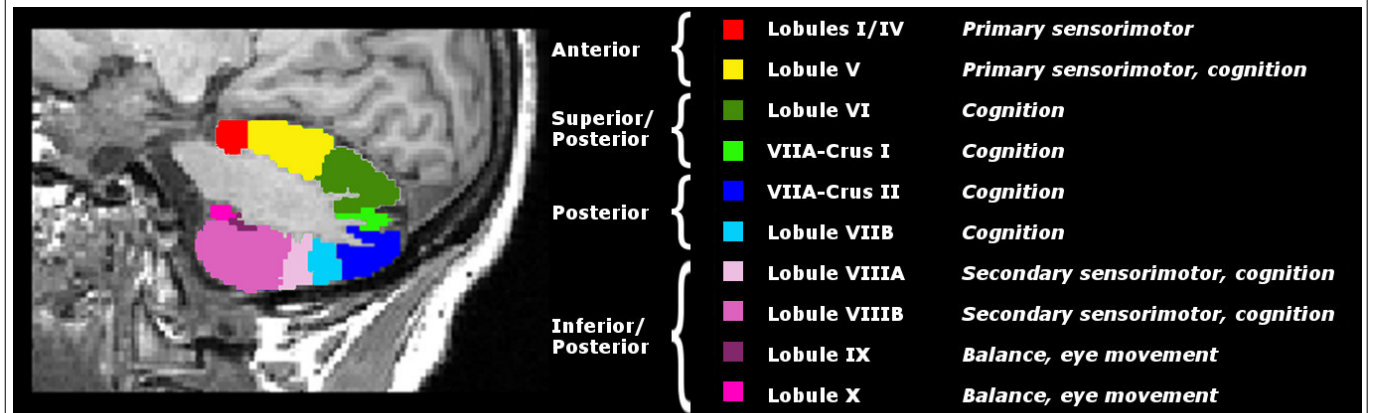 Anterior
Lobules I/IV Primary sensorimotor
Lobule V Primary sensorimotor, cognition
Superior/
Posterior
Lobule VI Cognition
VIIA-Crus I Cognition
Posterior
VIIA-Crus II Cognition
Lobule VIIB Cognition
Inferior/
Posterior
Lobule VIIIA Secondary sensorimotor, cognition
Lobule VIIIB Secondary sensorimotor, cognition
Lobule IX Balance, eye movement
Lobule X Balance, eye movement